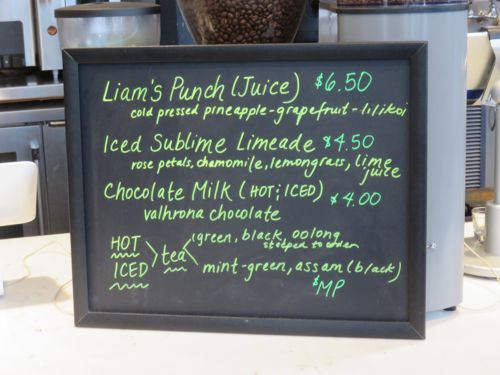 Liam's Punch (Juice) $6.50
cold pressed pineapple-grapefruit-lilikoi
Iced Sublime Limeade $4.50
rose petals, chamomile, lemongrass, lime
juice
Chocolate Milk (HOT; ICED) $4.00
valhrona chocolate
HOT
ICED
tea
green, black, oolong
steeped to order
mint-green, assam (black)
$MP